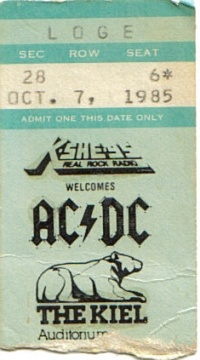 LOGE
SEC ROW SEAT
28 6*
OCT. 7, 1985
ADMIT ONE THIS DATE ONLY
KSHE-95
REAL ROCK RADIO
WELCOMES
AC/DC
THE KIEL
Auditorium